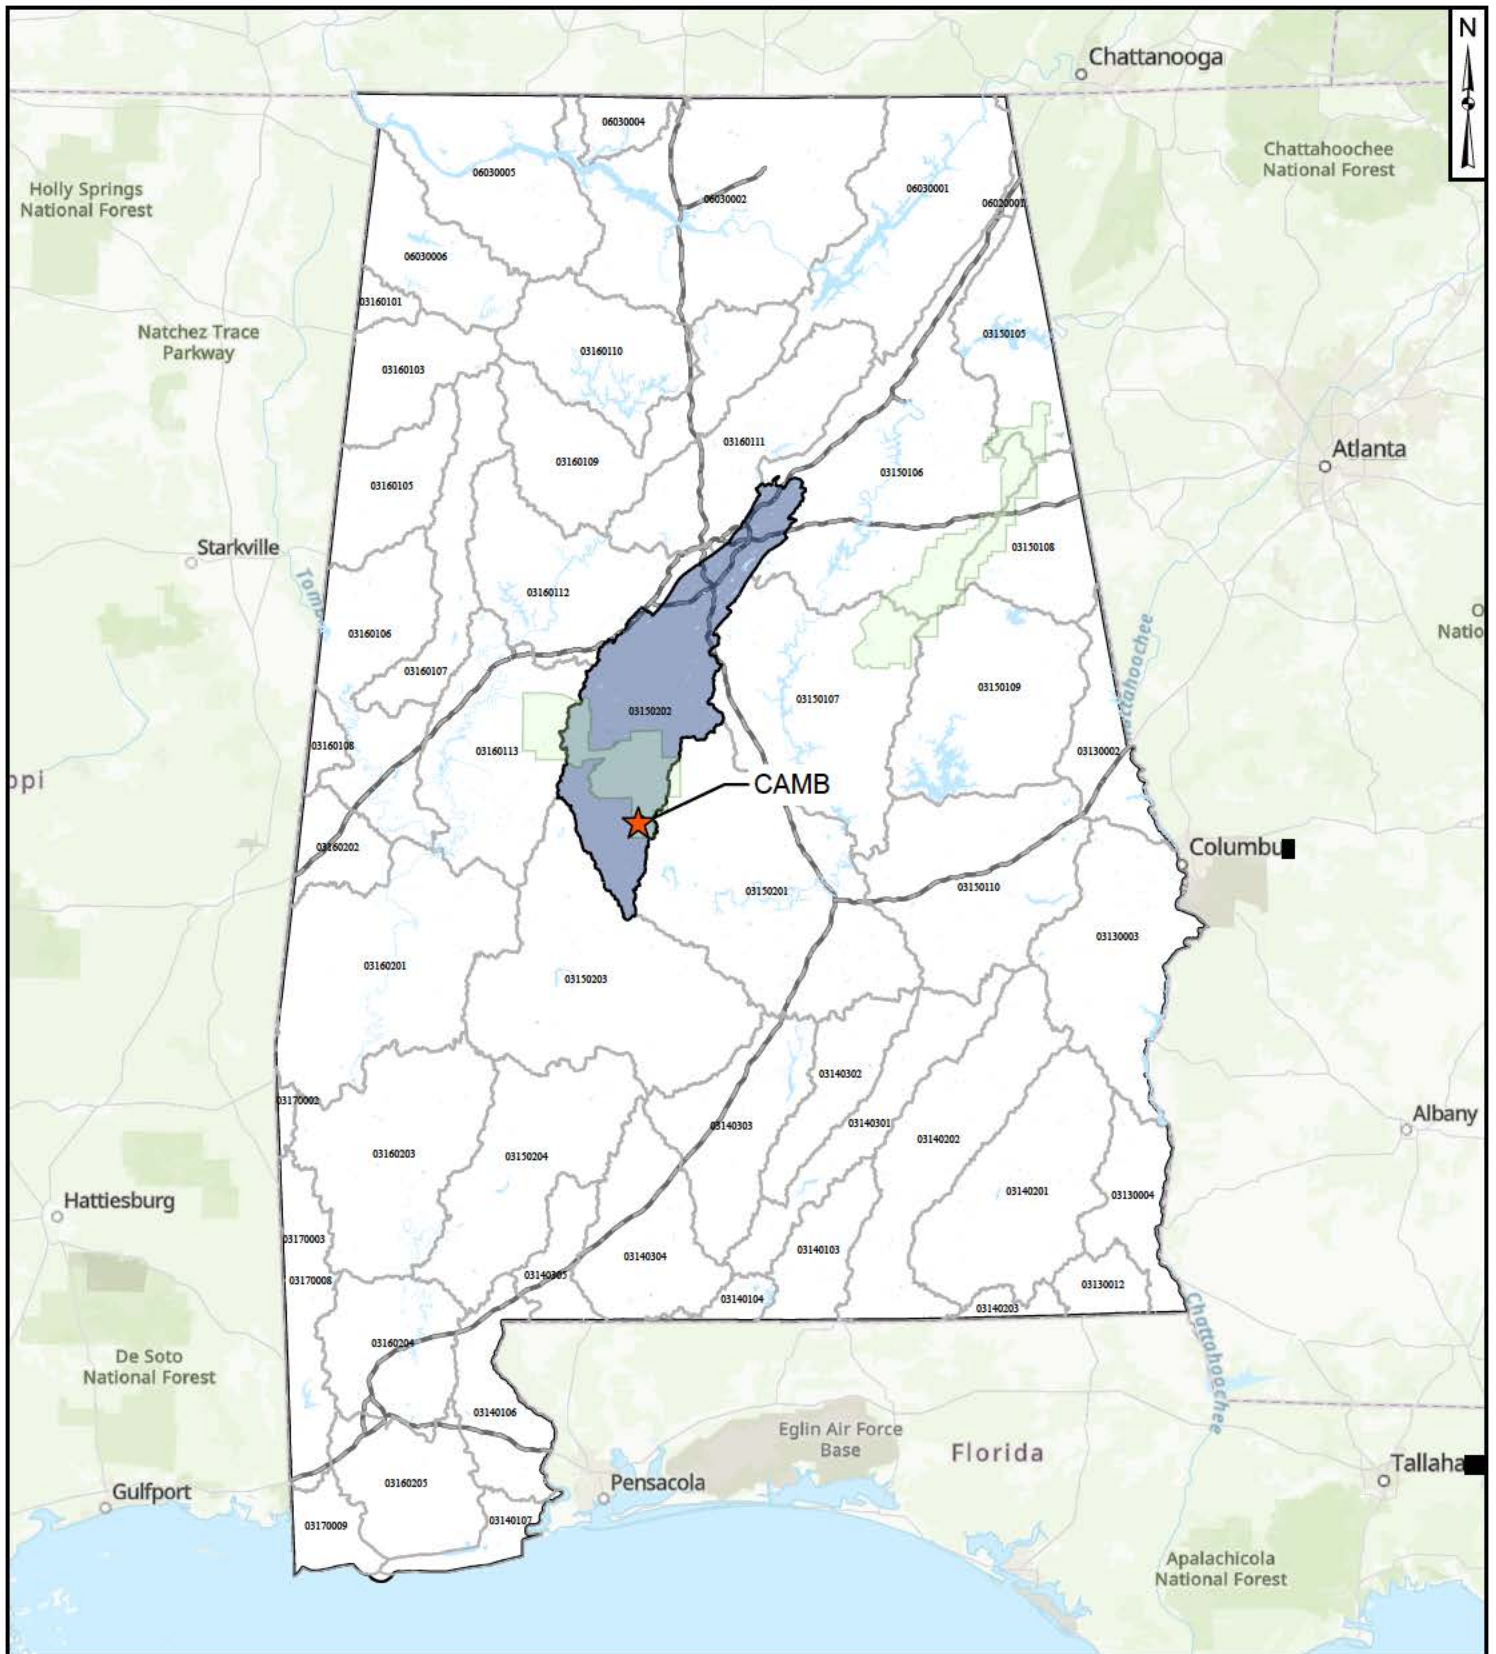 N
Chattanooga
06030004
Chattahoochee
National Forest
06030005
Holly Springs
National Forest
06030002
06030001
06020001
06030006
03160101
Natchez Trace
Parkway
03150105
03160110
03160103
03160111
Atlanta
03160109
03150106
03160105
Starkville
03150108
03160112
03160106
03160107
Chattahoochee
03150109
03150107
03150202
03160108
03160113
03130002
ppi
CAMB
03160202
Columbu
03150201
03150110
03130003
03160201
03150203
03140302
03170002
Albany
03140303
03140301
03140202
03160203
03150204
03140201
03130004
Hattiesburg
03170003
03140103
03140304
03170008
03140305
03130012
03140104
03140203
03160204
De Soto
National Forest
Chattahoochee
03140106
Eglin Air Force
Base
Florida
Tallaha
03160205
Pensacola
Gulfport
03140107
03170009
Apalachicola
National Forest